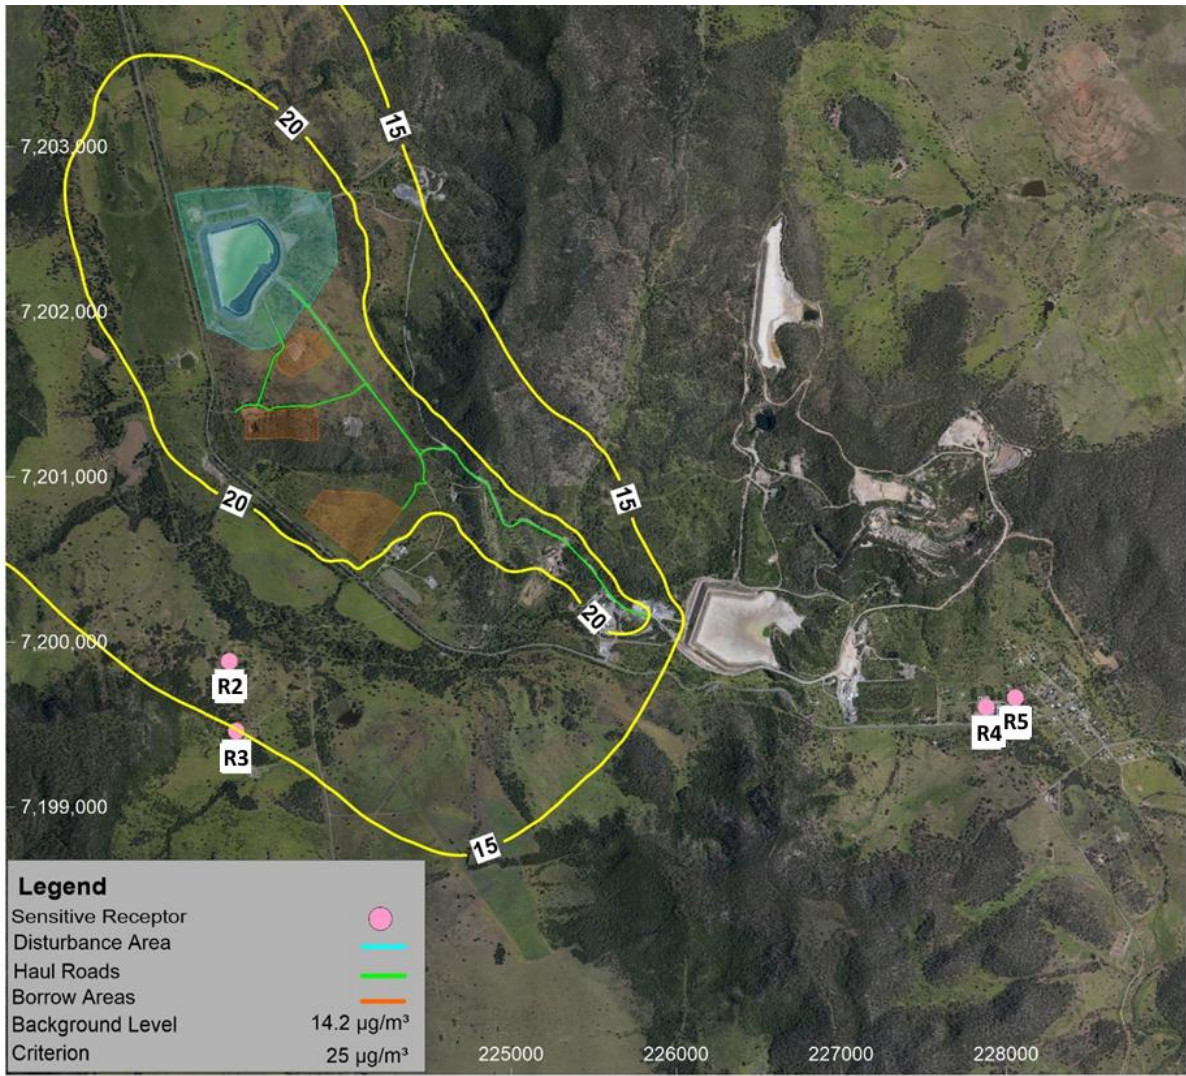 20
15
7,203,000
7,202,000
7,201,000
20
15
20
7,200,000
R2
R3
R4
R5
7,199,000
15
Legend
Sensitive Receptor
Disturbance Area
Haul Roads
Borrow Areas
Background Level 14.2 µg/m³
Criterion 25 µg/m³
225000 226000 227000 228000